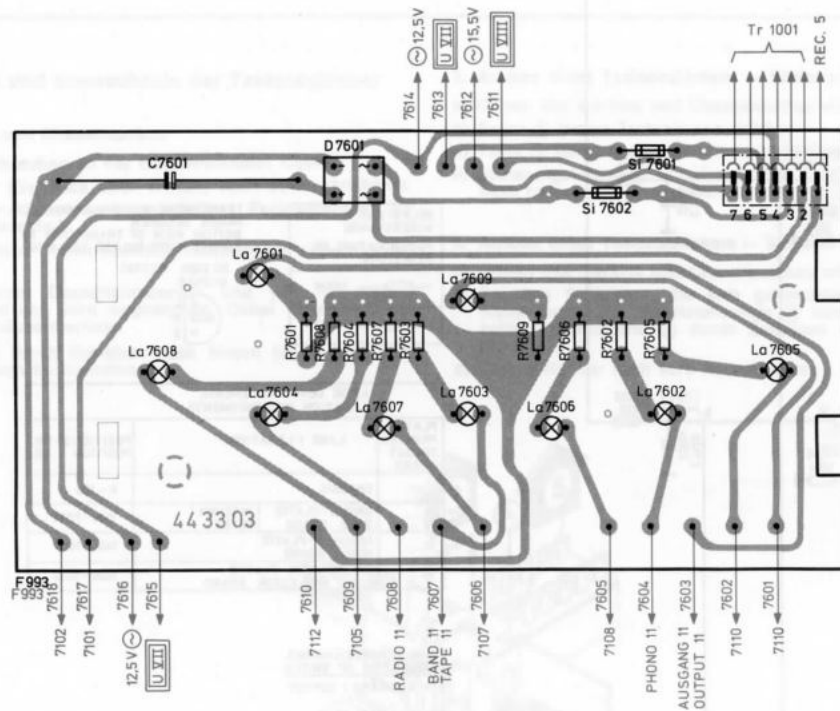 Tr 1001
REC. 5
12,5V
U VII
15,5V
U VIII
7614
7613
7612
7611
C7601
D7601
Si 7601
Si 7602
7 6 5 4 3 2 1
La 7601
La 7609
R7601
R7608
R7604
R7607
R7603
R7609
R7606
R7602
R7605
La 7608
La 7605
La 7604
La 7603
La 7602
La 7607
La 7606
443303
F993
F993
7618
7617
7616
7615
7610
7609
7608
7607
7606
7605
7604
7603
7602
7601
7102
7101
12,5V
U VII
7112
7105
RADIO 11
BAND 11
TAPE 11
7107
7108
PHONO 11
AUSGANG 11
OUTPUT 11
7110
7110